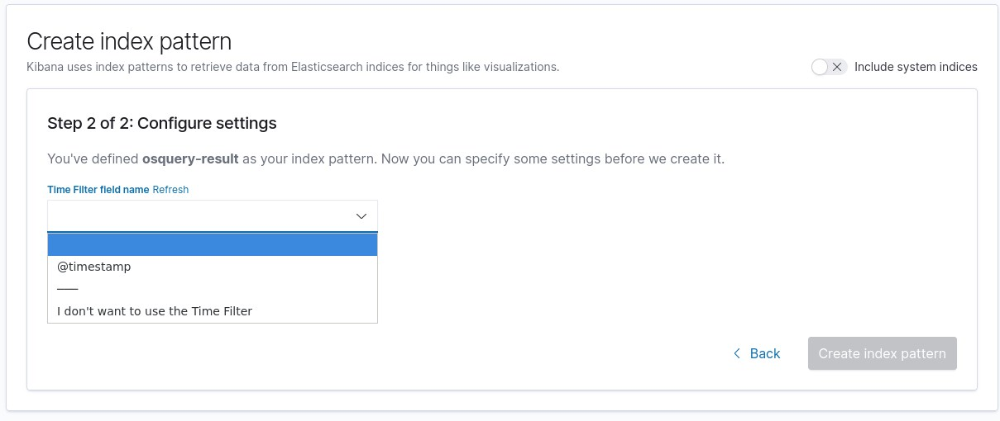 Create index pattern
Kibana uses index patterns to retrieve data from Elasticsearch indices for things like visualizations.
Include system indices
Step 2 of 2: Configure settings
You've defined osquery-result as your index pattern. Now you can specify some settings before we create it.
Time Filter field name Refresh
@timestamp
───
I don't want to use the Time Filter
Back
Create index pattern